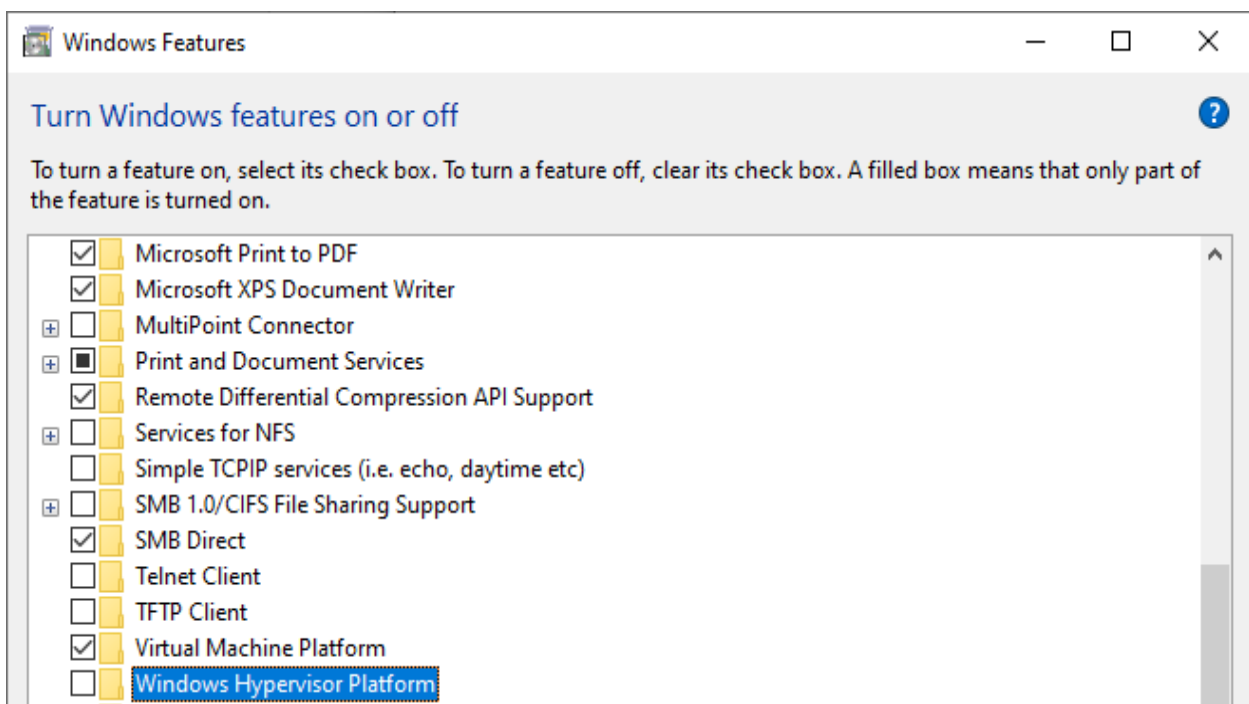 Windows Features
Turn Windows features on or off
To turn a feature on, select its check box. To turn a feature off, clear its check box. A filled box means that only part of
the feature is turned on.
Microsoft Print to PDF
Microsoft XPS Document Writer
MultiPoint Connector
Print and Document Services
Remote Differential Compression API Support
Services for NFS
Simple TCPIP services (i.e. echo, daytime etc)
SMB 1.0/CIFS File Sharing Support
SMB Direct
Telnet Client
TFTP Client
Virtual Machine Platform
Windows Hypervisor Platform